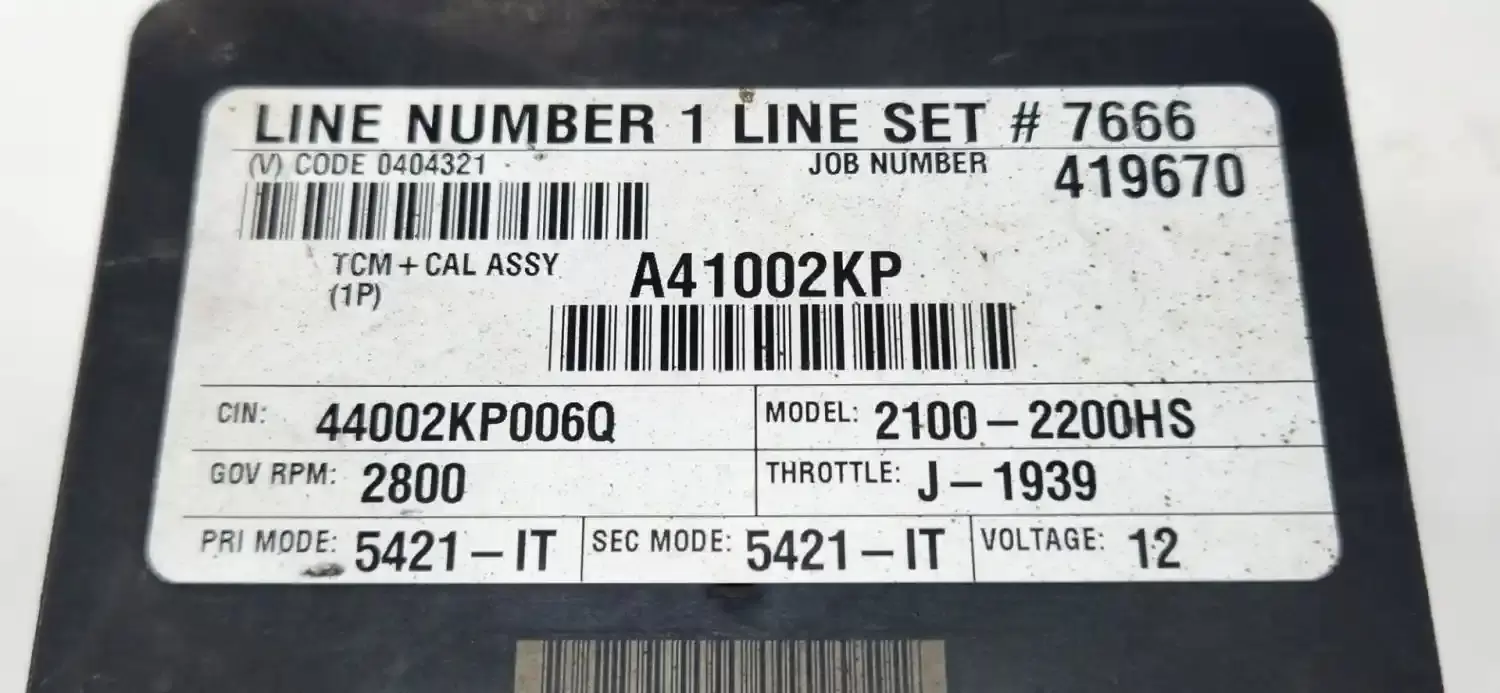 LINE NUMBER 1 LINE SET # 7666
(V) CODE 0404321 JOB NUMBER 419670
TCM + CAL ASSY A41002KP
(1P)
CIN: 44002KP006Q MODEL: 2100 – 2200HS
GOV RPM: 2800 THROTTLE: J – 1939
PRI MODE: 5421 – IT SEC MODE: 5421 – IT VOLTAGE: 12